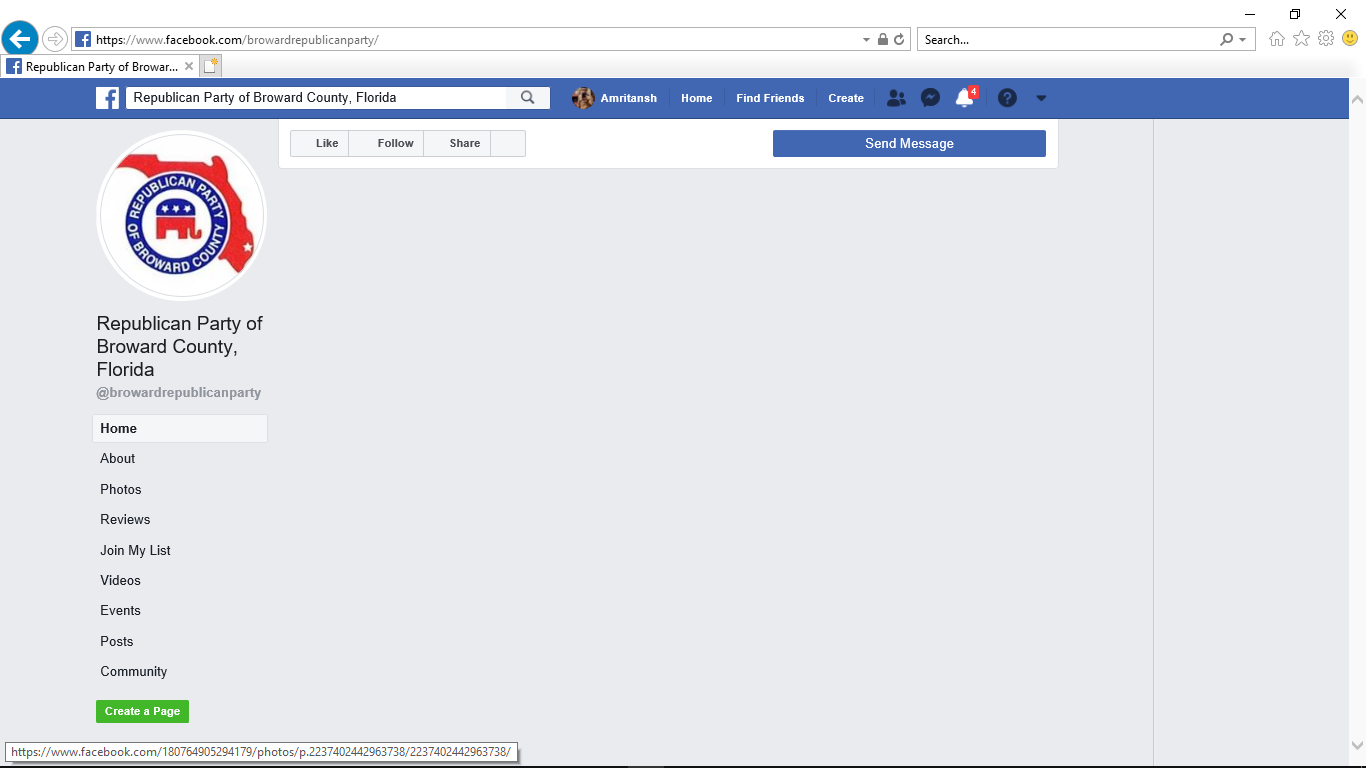 https://www.facebook.com/browardrepublicanparty/
Search...
Republican Party of Browar...
Republican Party of Broward County, Florida
Amritansh
Home
Find Friends
Create
4
Like
Follow
Share
Send Message
REPUBLICAN PARTY
OF BROWARD COUNTY
Republican Party of
Broward County,
Florida
@browardrepublicanparty
Home
About
Photos
Reviews
Join My List
Videos
Events
Posts
Community
Create a Page
https://www.facebook.com/180764905294179/photos/p.2237402442963738/2237402442963738/